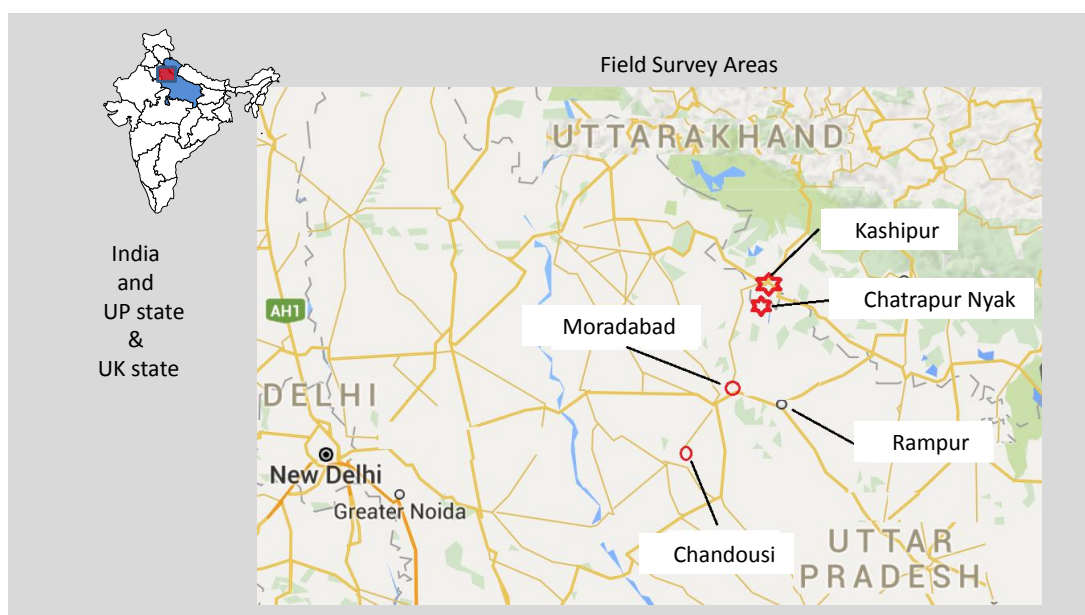 Field Survey Areas
India
and
UP state
&
UK state
UTTARAKHAND
Kashipur
Chatrapur Nyak
AH1
Moradabad
DELHI
Rampur
New Delhi
Greater Noida
Chandousi
UTTAR
PRADESH